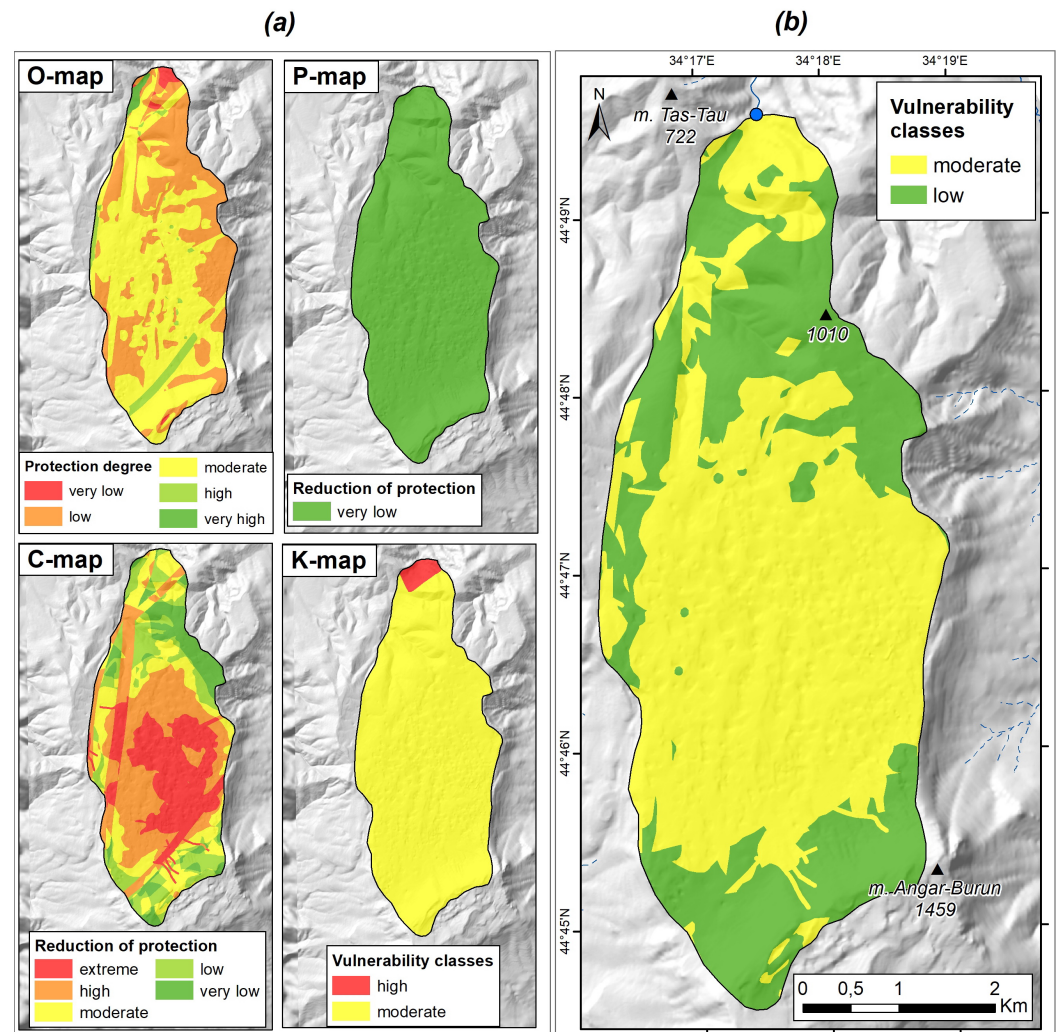 (a)
(b)
O-map
P-map
Protection degree
very low
low
moderate
high
very high
Reduction of protection
very low
C-map
K-map
Reduction of protection
extreme
high
moderate
low
very low
Vulnerability classes
high
moderate
34°17'E
34°18'E
34°19'E
N
m. Tas-Tau
722
Vulnerability
classes
moderate
low
44°49'N
1010
44°48'N
44°47'N
44°46'N
m. Angar-Burun
1459
44°45'N
0 0,5 1 2
Km